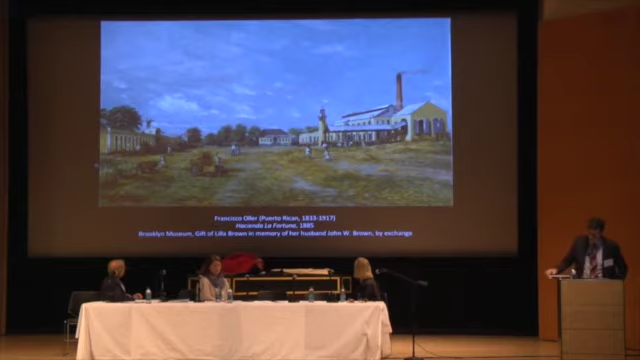 Francisco Oller (Puerto Rican, 1833-1917)
Hacienda La Fortuna, 1885
Brooklyn Museum, Gift of Lilla Brown in memory of her husband John W. Brown, by exchange